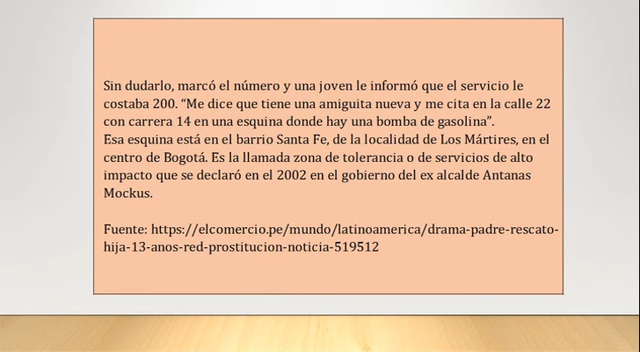 Sin dudarlo, marcó el número y una joven le informó que el servicio le
costaba 200. “Me dice que tiene una amiguita nueva y me cita en la calle 22
con carrera 14 en una esquina donde hay una bomba de gasolina”.
Esa esquina está en el barrio Santa Fe, de la localidad de Los Mártires, en el
centro de Bogotá. Es la llamada zona de tolerancia o de servicios de alto
impacto que se declaró en el 2002 en el gobierno del ex alcalde Antanas
Mockus.
Fuente: https://elcomercio.pe/mundo/latinoamerica/drama-padre-rescato-
hija-13-anos-red-prostitucion-noticia-519512